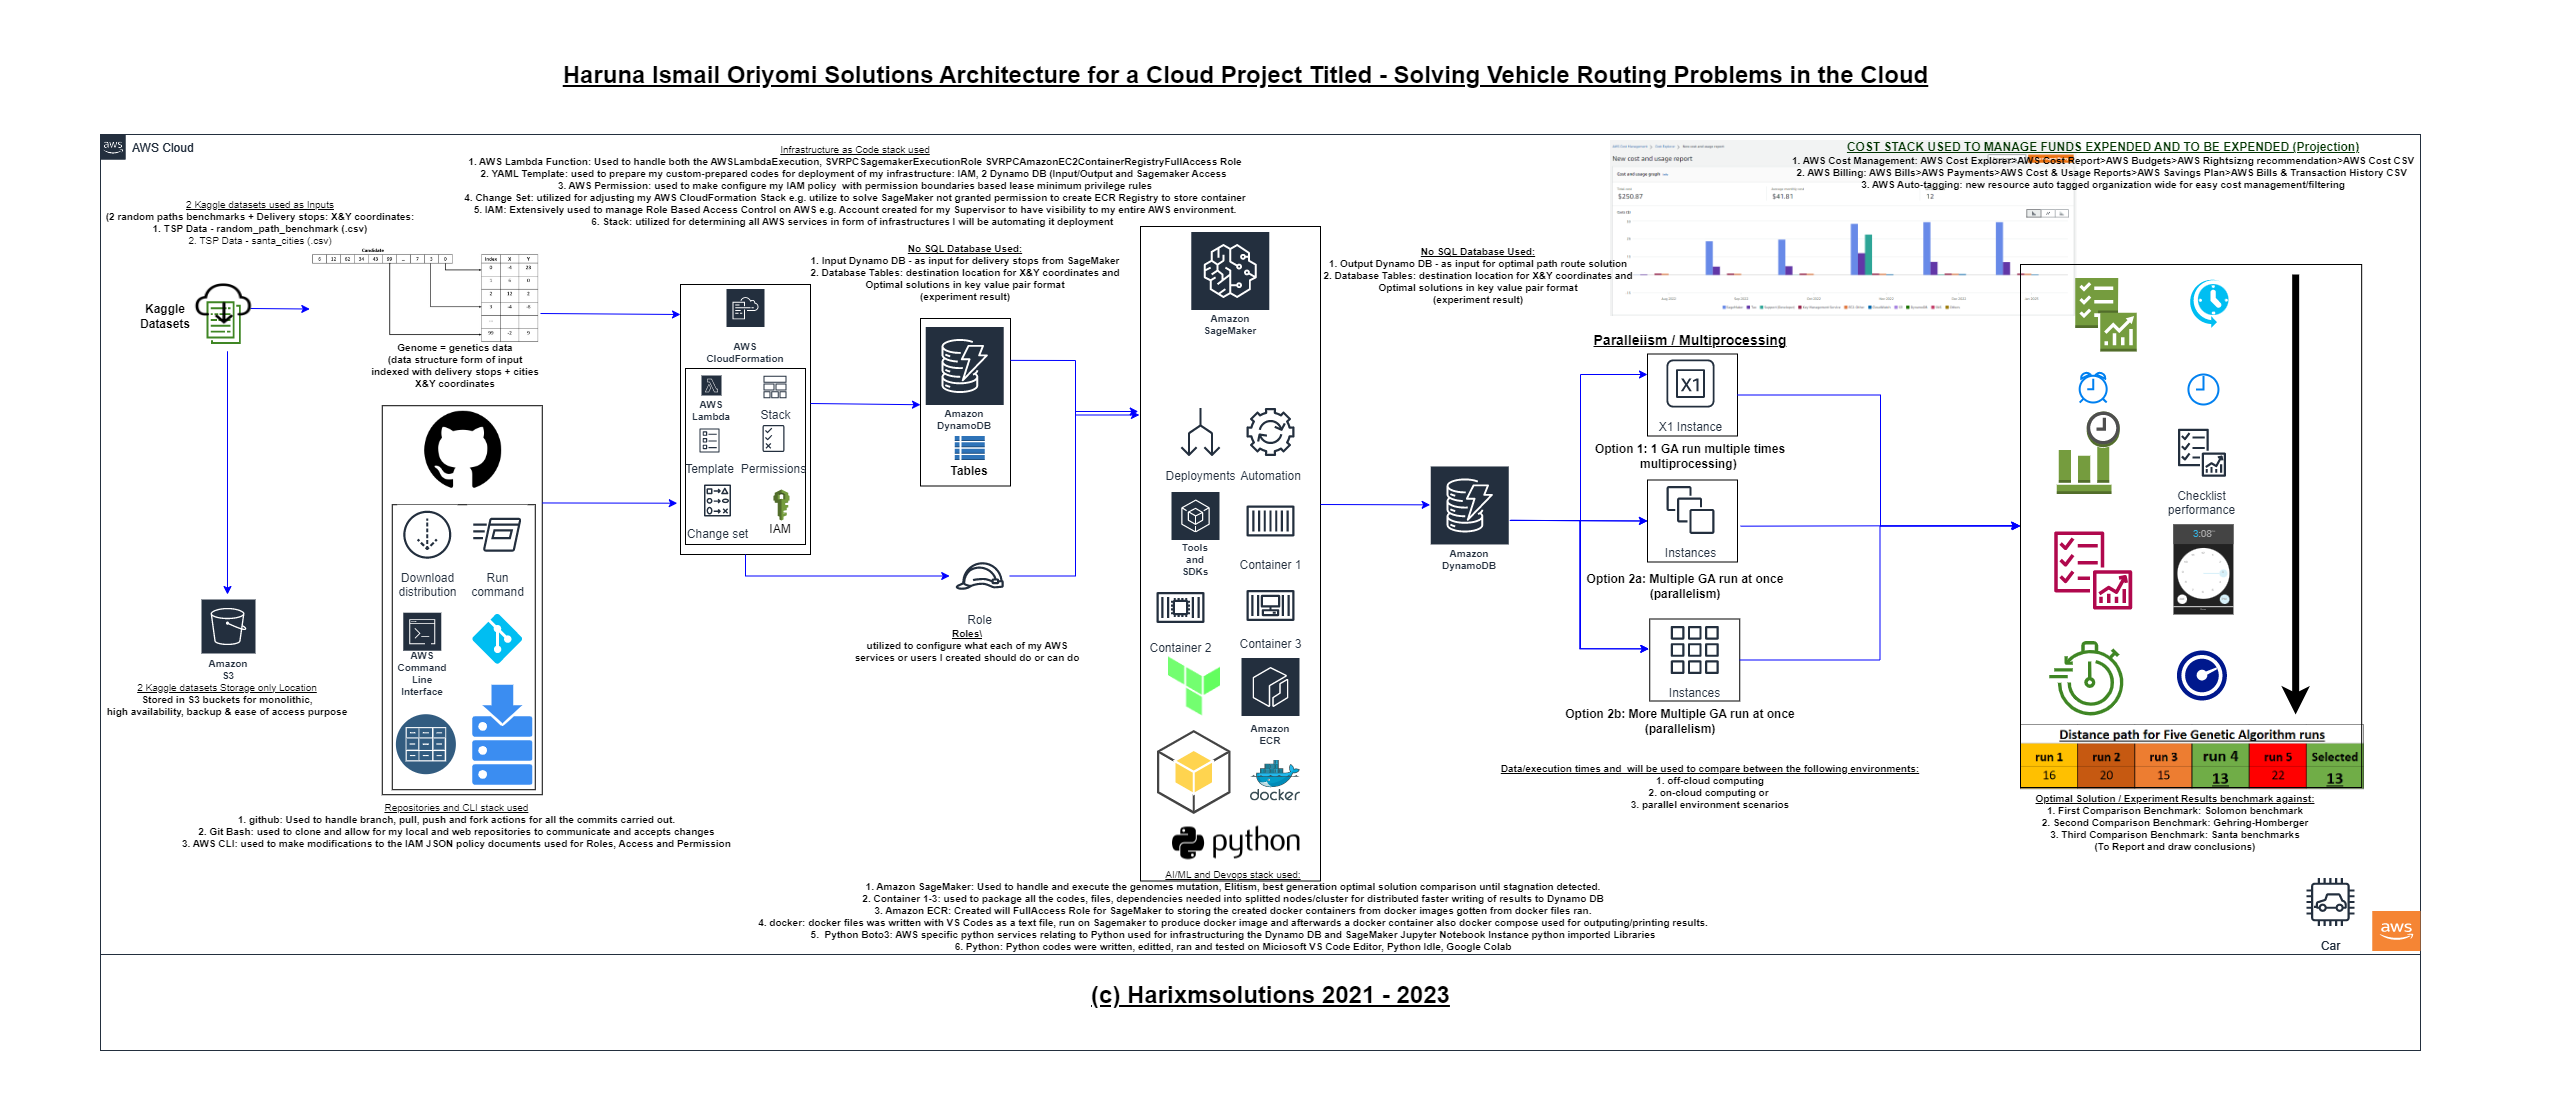 Haruna Ismail Oriyomi Solutions Architecture for a Cloud Project Titled - Solving Vehicle Routing Problems in the Cloud
aws AWS Cloud
Infrastructure as Code stack used
1. AWS Lambda Function: Used to handle both the AWSLambdaExecution, SVRPCSagemakerExecutionRole SVRPCAmazonEC2ContainerRegistryFullAccess Role
2. YAML Template: used to prepare my custom-prepared codes for deployment of my infrastructure: IAM, 2 Dynamo DB (Input/Output and Sagemaker Access
3. AWS Permission: used to make configure my IAM policy with permission boundaries based lease minimum privilege rules
4. Change Set: utilized for adjusting my AWS CloudFormation Stack e.g. utilize to solve SageMaker not granted permission to create ECR Registry to store container
5. IAM: Extensively used to manage Role Based Access Control on AWS e.g. Account created for my Supervisor to have visibility to my entire AWS environment.
6. Stack: utilized for determining all AWS services in form of infrastructures I will be automating it deployment
COST STACK USED TO MANAGE FUNDS EXPENDED AND TO BE EXPENDED (Projection)
1. AWS Cost Management: AWS Cost Explorer>AWS Cost Report>AWS Budgets>AWS Rightsizing recommendation>AWS Cost CSV
2. AWS Billing: AWS Bills>AWS Payments>AWS Cost & Usage Reports>AWS Savings Plan>AWS Bills & Transaction History CSV
3. AWS Auto-tagging: new resource auto tagged organization wide for easy cost management/filtering
New cost and usage report
Cost and usage graph
$250.87
$41.81
12
2 Kaggle datasets used as Inputs
(2 random paths benchmarks + Delivery stops: X&Y coordinates:
1. TSP Data - random_path_benchmark (.csv)
2. TSP Data - santa_cities (.csv)
Candidate
6 12 62 34 43 99 ... 7 3 0
Index X Y
0 -4 23
1 6 0
2 12 2
3 -4 -6
...
99 -2 9
Kaggle
Datasets
Genome = genetics data
(data structure form of input
indexed with delivery stops + cities
X&Y coordinates
Amazon
S3
2 Kaggle datasets Storage only Location
Stored in S3 buckets for monolithic,
high availability, backup & ease of access purpose
Download
distribution
Run
command
AWS
Command
Line
Interface
Repositories and CLI stack used
1. github: Used to handle branch, pull, push and fork actions for all the commits carried out.
2. Git Bash: used to clone and allow for my local and web repositories to communicate and accepts changes
3. AWS CLI: used to make modifications to the IAM JSON policy documents used for Roles, Access and Permission
AWS
CloudFormation
AWS
Lambda
Stack
Template
Permissions
Change set
IAM
No SQL Database Used:
1. Input Dynamo DB - as input for delivery stops from SageMaker
2. Database Tables: destination location for X&Y coordinates and
Optimal solutions in key value pair format
(experiment result)
Amazon
DynamoDB
Tables
Role
Roles\
utilized to configure what each of my AWS
services or users I created should do or can do
Amazon
SageMaker
Deployments
Automation
Tools
and
SDKs
Container 1
Container 2
Container 3
Amazon
ECR
docker
python
AI/ML and Devops stack used:
1. Amazon SageMaker: Used to handle and execute the genomes mutation, Elitism, best generation optimal solution comparison until stagnation detected.
2. Container 1-3: used to package all the codes, files, dependencies needed into splitted nodes/cluster for distributed faster writing of results to Dynamo DB
3. Amazon ECR: Created will FullAccess Role for SageMaker to storing the created docker containers from docker images gotten from docker files ran.
4. docker: docker files was written with VS Codes as a text file, run on Sagemaker to produce docker image and afterwards a docker container also docker compose used for outputing/printing results.
5. Python Boto3: AWS specific python services relating to Python used for infrastructuring the Dynamo DB and SageMaker Jupyter Notebook Instance python imported Libraries
6. Python: Python codes were written, editted, ran and tested on Micisoft VS Code Editor, Python Idle, Google Colab
No SQL Database Used:
1. Output Dynamo DB - as input for optimal path route solution
2. Database Tables: destination location for X&Y coordinates and
Optimal solutions in key value pair format
(experiment result)
Amazon
DynamoDB
Paralleiism / Multiprocessing
X1
X1 Instance
Option 1: 1 GA run multiple times
multiprocessing)
Instances
Option 2a: Multiple GA run at once
(parallelism)
Instances
Option 2b: More Multiple GA run at once
(parallelism)
Data/execution times and will be used to compare between the following environments:
1. off-cloud computing
2. on-cloud computing or
3. parallel environment scenarios
Checklist
performance
3:08
Distance path for Five Genetic Algorithm runs
run 1 run 2 run 3 run 4 run 5 Selected
16 20 15 13 22 13
Optimal Solution / Experiment Results benchmark against:
1. First Comparison Benchmark: Solomon benchmark
2. Second Comparison Benchmark: Gehring-Homberger
3. Third Comparison Benchmark: Santa benchmarks
(To Report and draw conclusions)
Car
aws
(c) Harixmsolutions 2021 - 2023